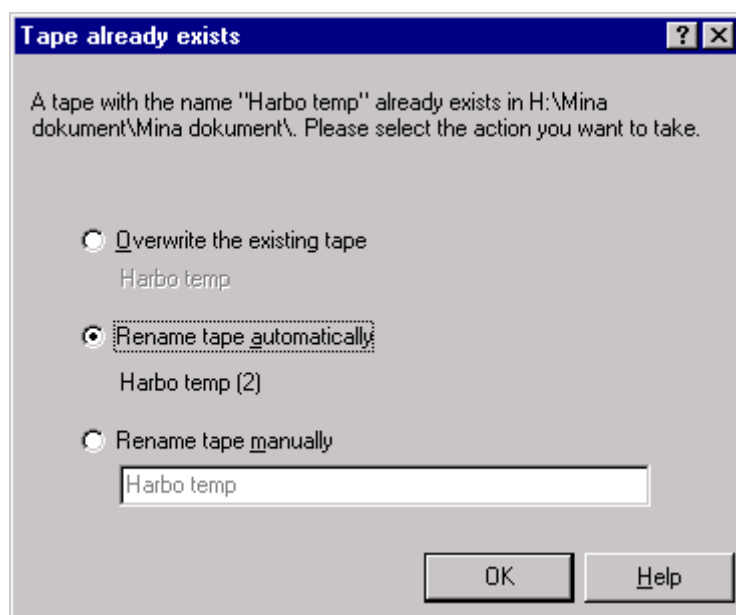 Tape already exists
A tape with the name "Harbo temp" already exists in H:\Mina
dokument\Mina dokument\. Please select the action you want to take.
Overwrite the existing tape
Harbo temp
Rename tape automatically
Harbo temp (2)
Rename tape manually
Harbo temp
OK Help